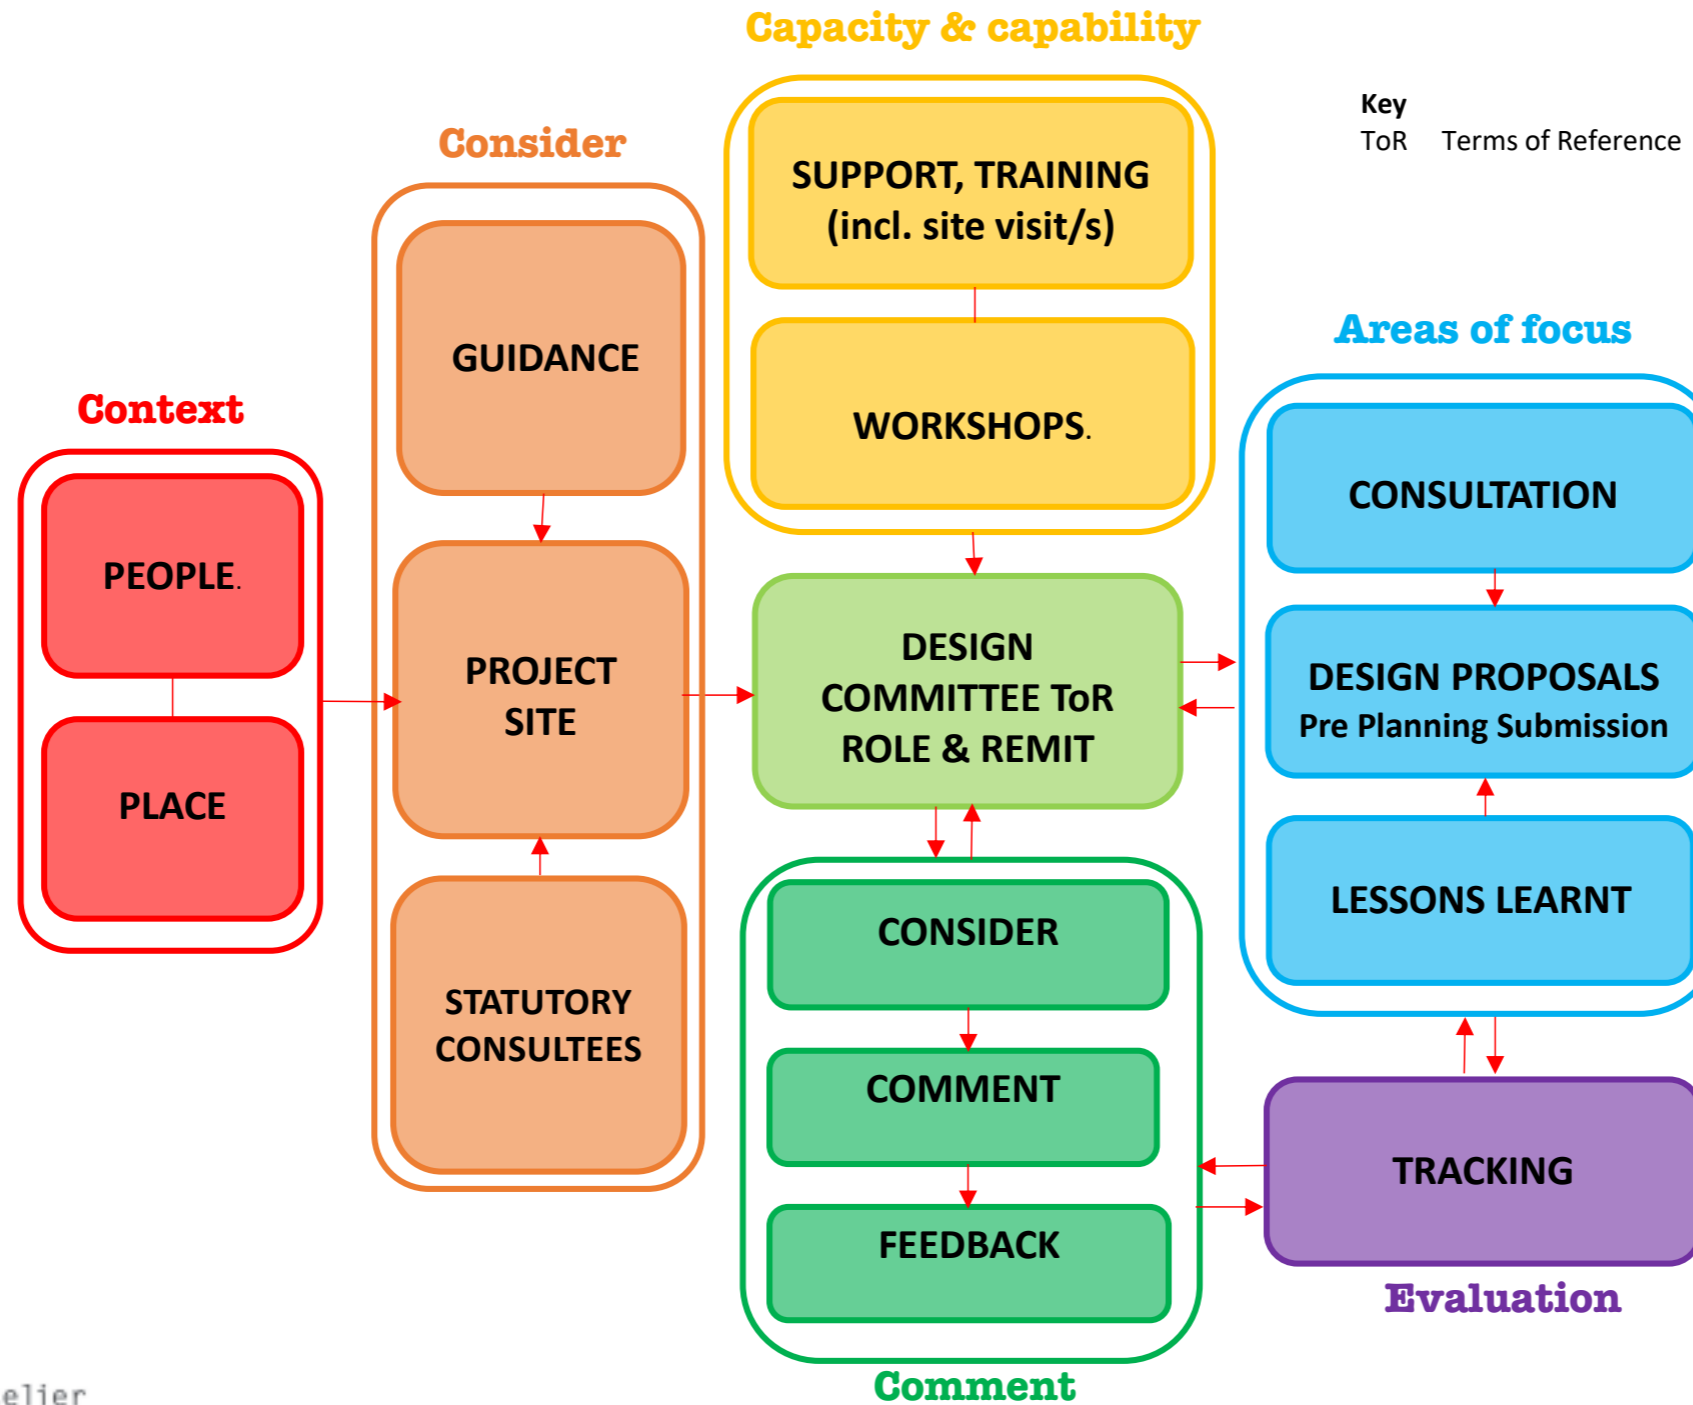 Capacity & capability
Key
ToR Terms of Reference
Consider
SUPPORT, TRAINING
(incl. site visit/s)
GUIDANCE
WORKSHOPS.
Areas of focus
Context
CONSULTATION
PEOPLE.
PROJECT
SITE
DESIGN
COMMITTEE ToR
ROLE & REMIT
DESIGN PROPOSALS
Pre Planning Submission
PLACE
LESSONS LEARNT
STATUTORY
CONSULTEES
CONSIDER
COMMENT
TRACKING
FEEDBACK
Evaluation
Comment
elier